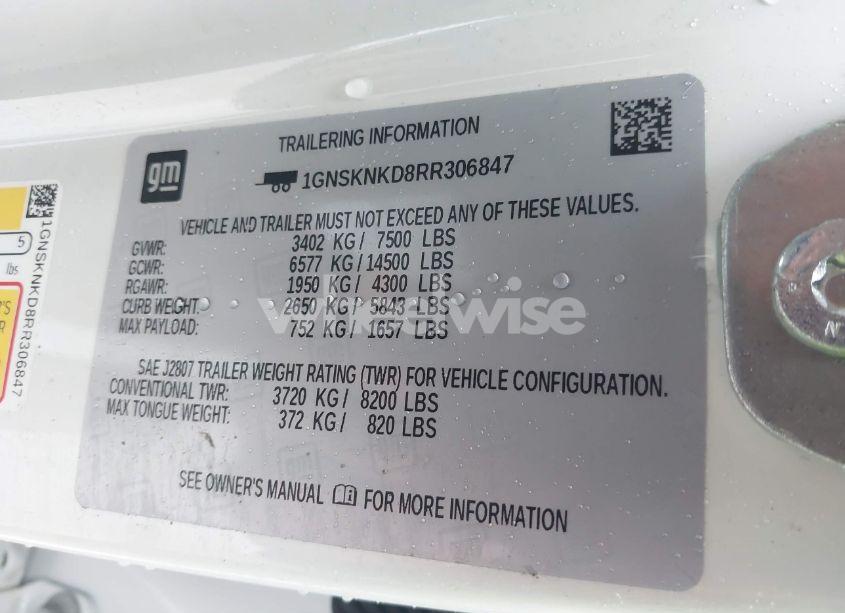 TRAILERING INFORMATION
gm
1GNSKNKD8RR306847
VEHICLE AND TRAILER MUST NOT EXCEED ANY OF THESE VALUES.
GVWR: 3402 KG/ 7500 LBS
GCWR: 6577 KG/14500 LBS
RGAWR: 1950 KG/ 4300 LBS
CURB WEIGHT: 2650 KG/ 5843 LBS
MAX PAYLOAD: 752 KG/ 1657 LBS
SAE J2807 TRAILER WEIGHT RATING (TWR) FOR VEHICLE CONFIGURATION.
CONVENTIONAL TWR: 3720 KG/ 8200 LBS
MAX TONGUE WEIGHT: 372 KG/ 820 LBS
SEE OWNER'S MANUAL FOR MORE INFORMATION
1GNSKNKD8RR306847
5
lbs
N